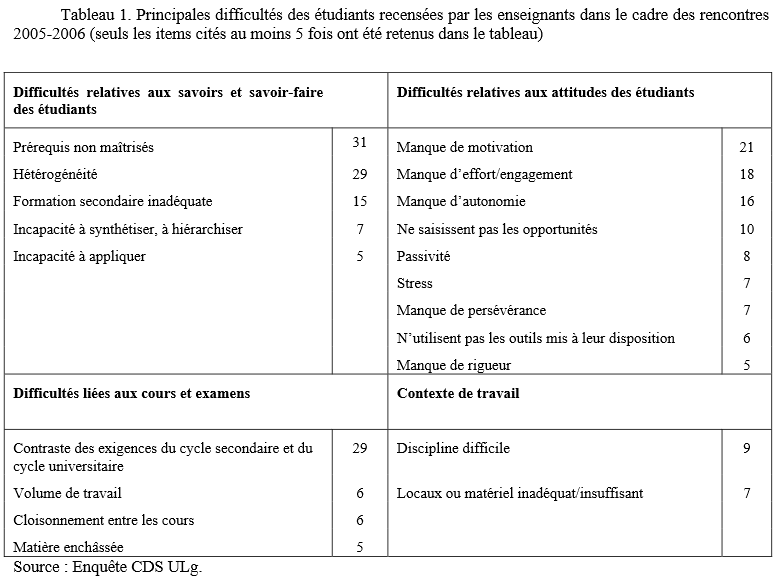 Tableau 1. Principales difficultés des étudiants recensées par les enseignants dans le cadre des rencontres
2005-2006 (seuls les items cités au moins 5 fois ont été retenus dans le tableau)
Difficultés relatives aux savoirs et savoir-faire
des étudiants
Prérequis non maîtrisés 31
Hétérogénéité 29
Formation secondaire inadéquate 15
Incapacité à synthétiser, à hiérarchiser 7
Incapacité à appliquer 5
Difficultés relatives aux attitudes des étudiants
Manque de motivation 21
Manque d’effort/engagement 18
Manque d’autonomie 16
Ne saisissent pas les opportunités 10
Passivité 8
Stress 7
Manque de persévérance 7
N’utilisent pas les outils mis à leur disposition 6
Manque de rigueur 5
Difficultés liées aux cours et examens
Contraste des exigences du cycle secondaire et du 29
cycle universitaire
Volume de travail 6
Cloisonnement entre les cours 6
Matière enchâssée 5
Contexte de travail
Discipline difficile 9
Locaux ou matériel inadéquat/insuffisant 7
Source : Enquête CDS ULg.